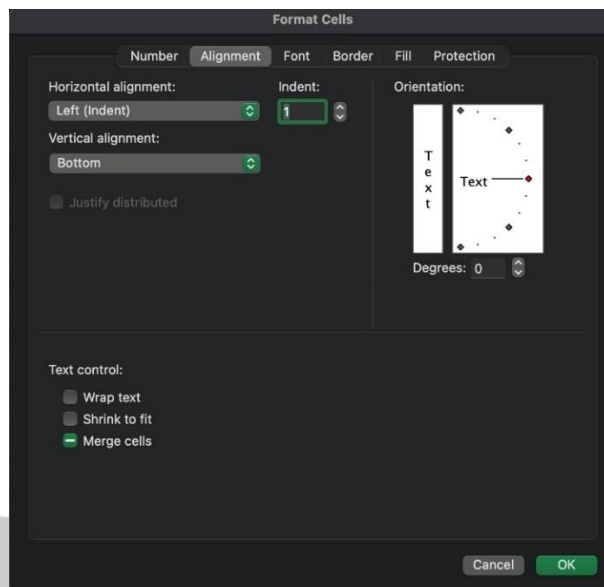 Format Cells
Number Alignment Font Border Fill Protection
Horizontal alignment: Indent: Orientation:
Left (Indent) 1
Vertical alignment:
Bottom
Text
Text
Justify distributed
Degrees: 0
Text control:
Wrap text
Shrink to fit
Merge cells
Cancel OK